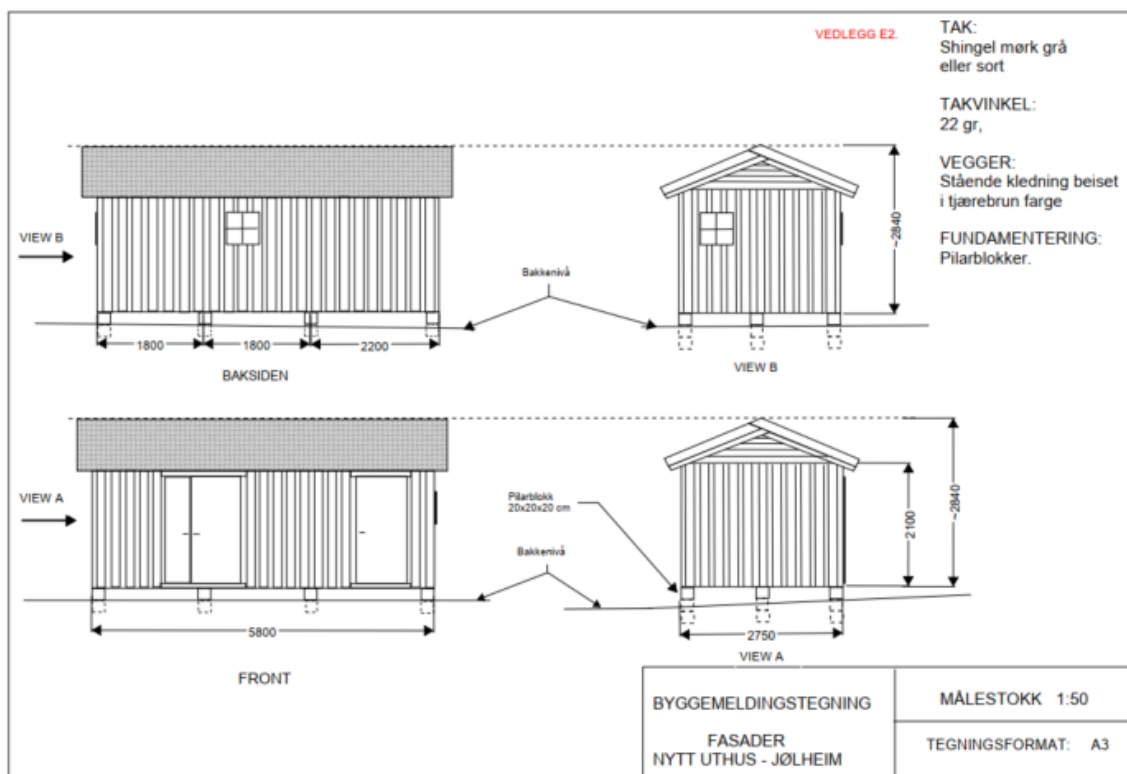 VEDLEGG E2.
TAK:
Shingel mørk grå
eller sort
TAKVINKEL:
22 gr,
VEGGER:
Stående kledning beiset
i tjærebrun farge
FUNDAMENTERING:
Pilarblokker.
VIEW B
Bakkenivå
~2840
1800
1800
2200
BAKSIDEN
VIEW B
VIEW A
Pilarblokk
20x20x20 cm
Bakkenivå
2100
~2840
5800
2750
VIEW A
FRONT
BYGGEMELDINGSTEGNING
FASADER
NYTT UTHUS - JØLHEIM
MÅLESTOKK 1:50
TEGNINGSFORMAT: A3